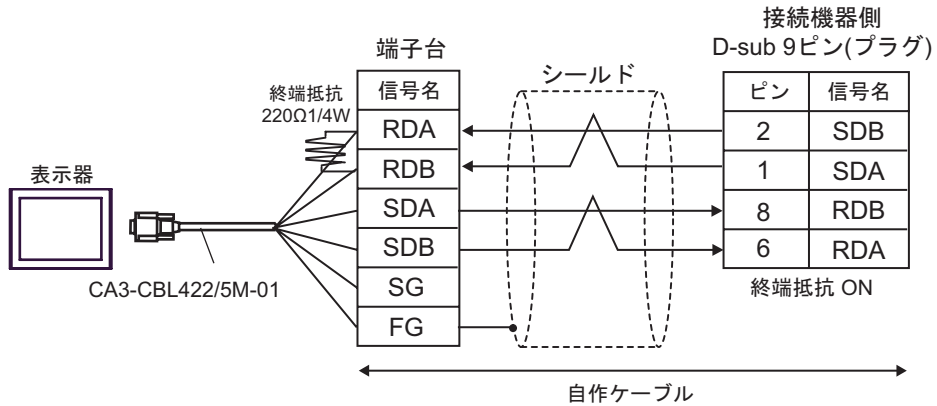 接続機器側
D-sub 9ピン(プラグ)
端子台
シールド
終端抵抗
220Ω1/4W
信号名
ピン 信号名
RDA
2 SDB
RDB
1 SDA
表示器
SDA
8 RDB
SDB
6 RDA
CA3-CBL422/5M-01
SG
終端抵抗 ON
FG
自作ケーブル